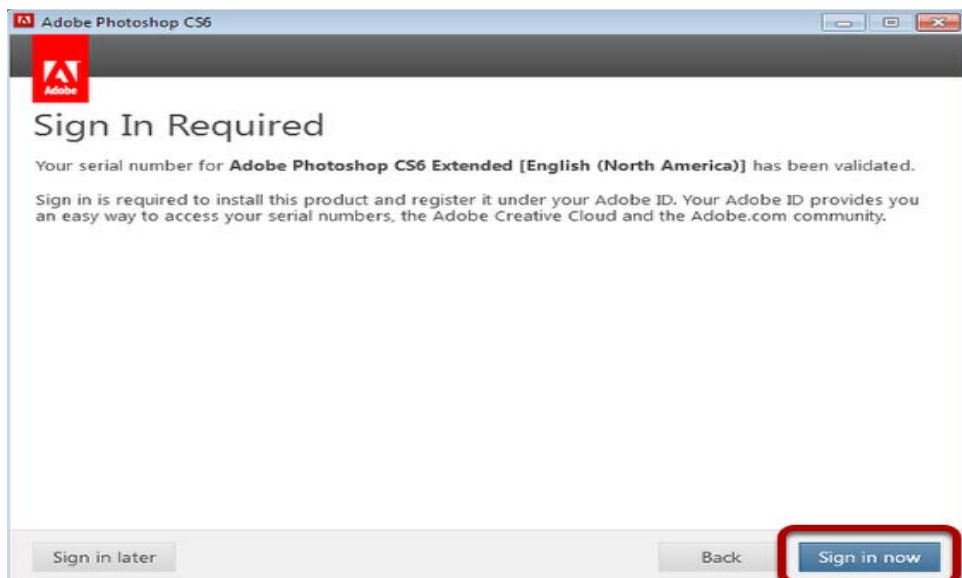 Adobe Photoshop CS6
Adobe
Sign In Required
Your serial number for Adobe Photoshop CS6 Extended [English (North America)] has been validated.
Sign in is required to install this product and register it under your Adobe ID. Your Adobe ID provides you
an easy way to access your serial numbers, the Adobe Creative Cloud and the Adobe.com community.
Sign in later
Back
Sign in now